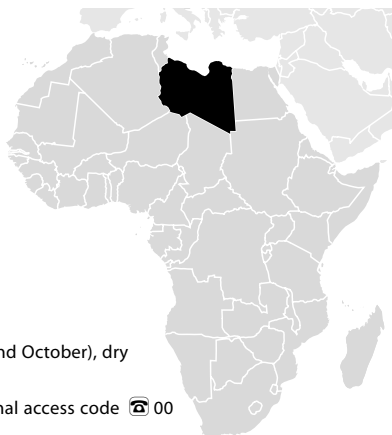 nd October), dry
nal access code ☎ 00